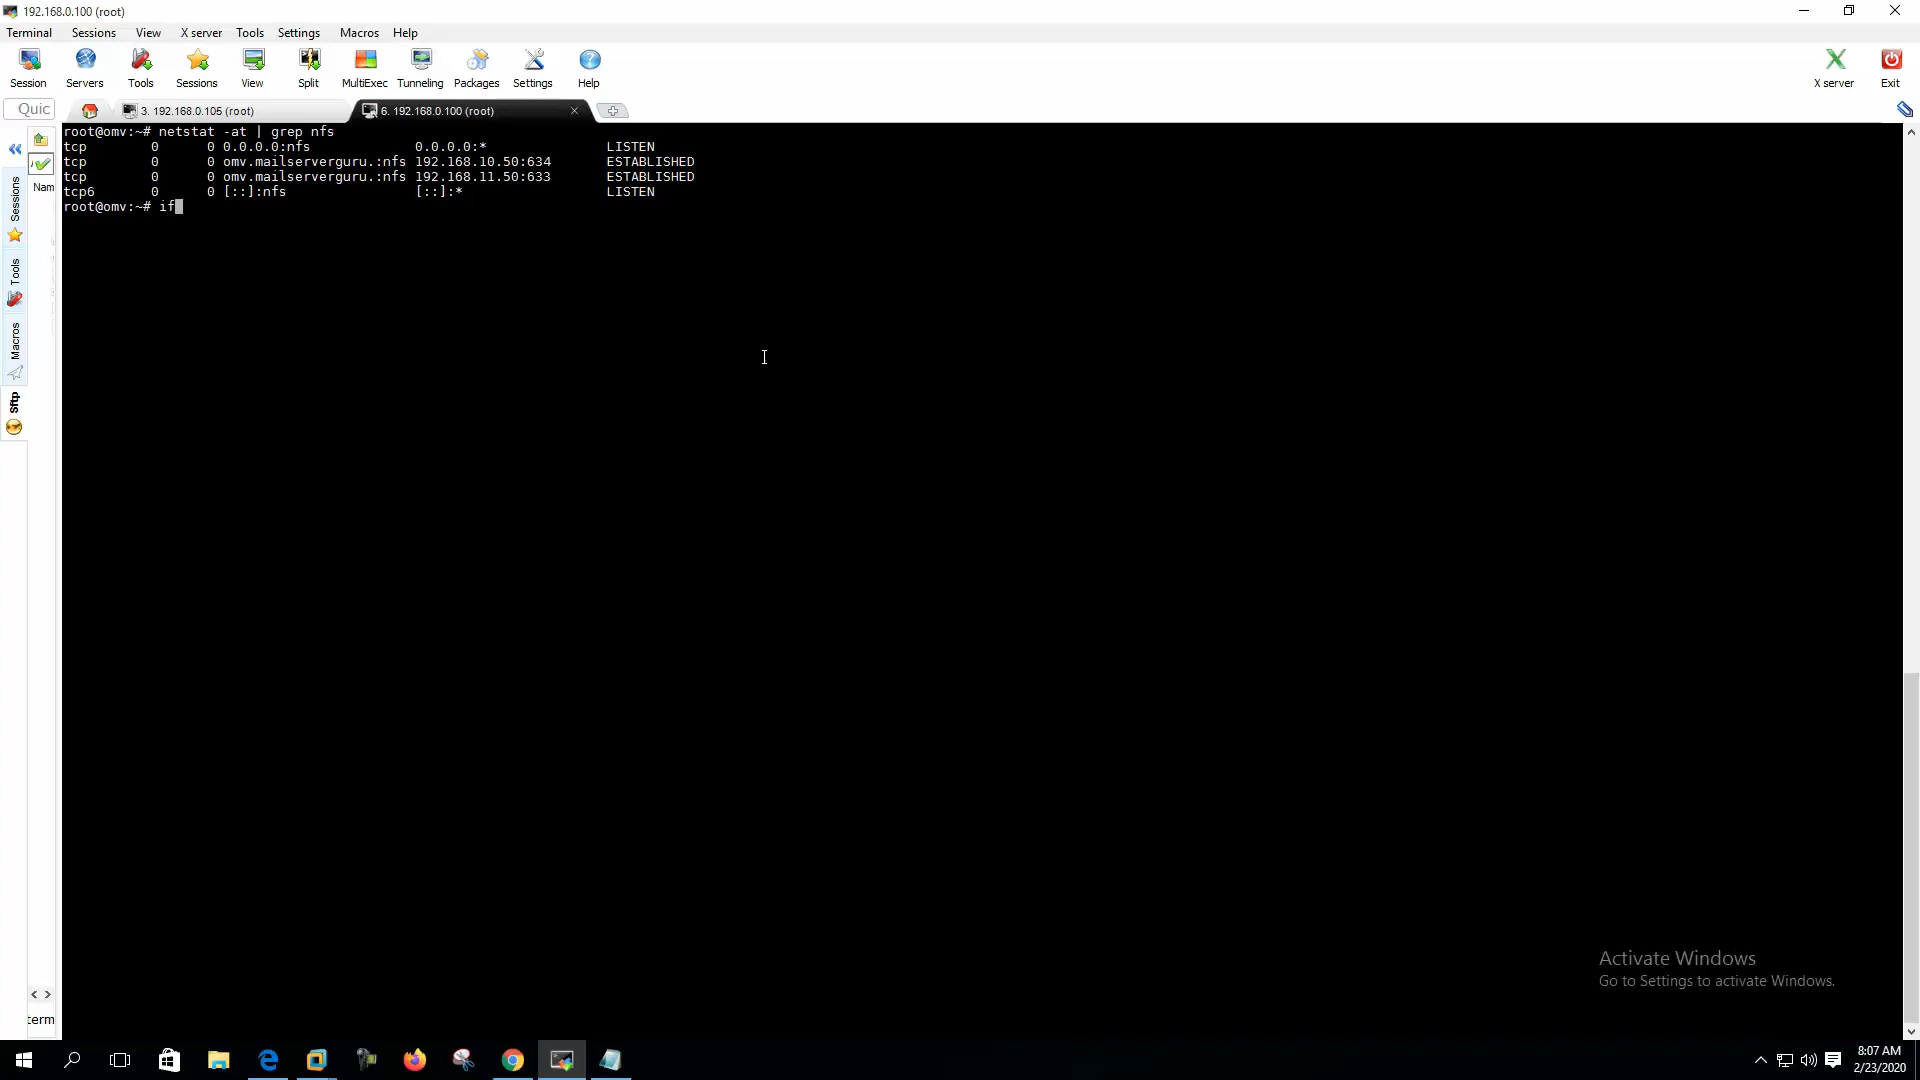 192.168.0.100 (root)
Terminal Sessions View X server Tools Settings Macros Help
Session Servers Tools Sessions View Split MultiExec Tunneling Packages Settings Help X server Exit
Quic 3. 192.168.0.105 (root) 6. 192.168.0.100 (root)
root@omv:~# netstat -at | grep nfs
tcp 0 0 0.0.0.0:nfs 0.0.0.0:* LISTEN
tcp 0 0 omv.mailserverguru.:nfs 192.168.10.50:634 ESTABLISHED
tcp 0 0 omv.mailserverguru.:nfs 192.168.11.50:633 ESTABLISHED
tcp6 0 0 [::]:nfs [::]:* LISTEN
root@omv:~# if
Nam
Sessions
Tools
Macros
Sftp
term
Activate Windows
Go to Settings to activate Windows.
8:07 AM
2/23/2020